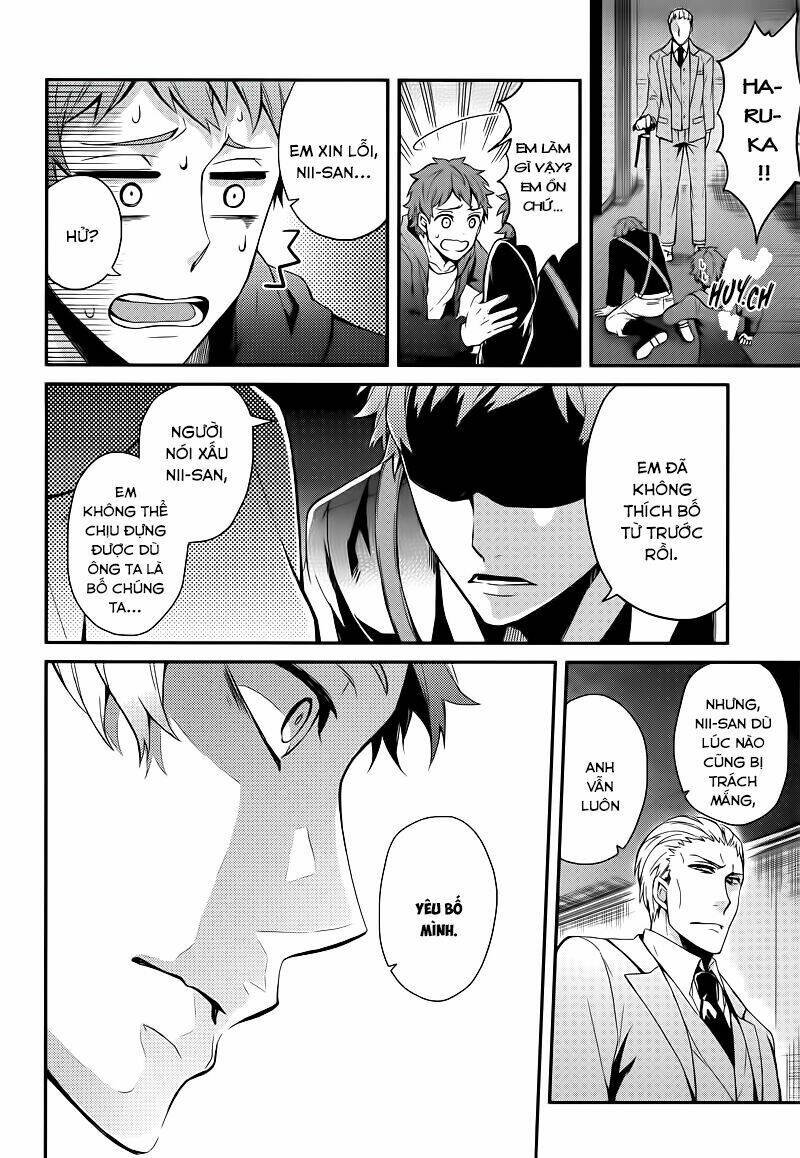 HA-
RU-
KA
!!
HUỴCH
EM LÀM
GÌ VẬY?
EM ỔN
CHỨ...
EM XIN LỖI,
NII-SAN...
HỬ?
EM ĐÃ
KHÔNG
THÍCH BỐ
TỪ TRƯỚC
RỒI.
NGƯỜI
NÓI XẤU
NII-SAN,
EM
KHÔNG THỂ
CHỊU ĐỰNG
ĐƯỢC DÙ
ÔNG TA LÀ
BỐ CHÚNG
TA...
NHƯNG,
NII-SAN DÙ
LÚC NÀO
CŨNG BỊ
TRÁCH
MẮNG,
ANH
VẪN
LUÔN
YÊU BỐ
MÌNH.